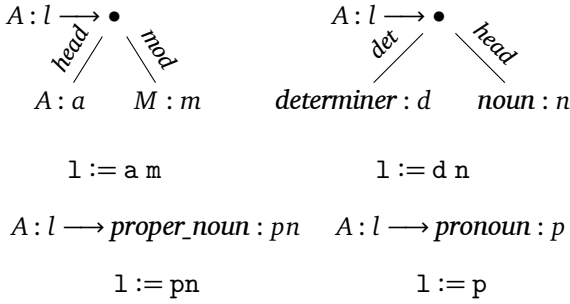 A : l ⟶ • A : l ⟶ •
head mod det head
A : a M : m determiner : d noun : n
l := a m l := d n
A : l ⟶ proper_noun : pn A : l ⟶ pronoun : p
l := pn l := p